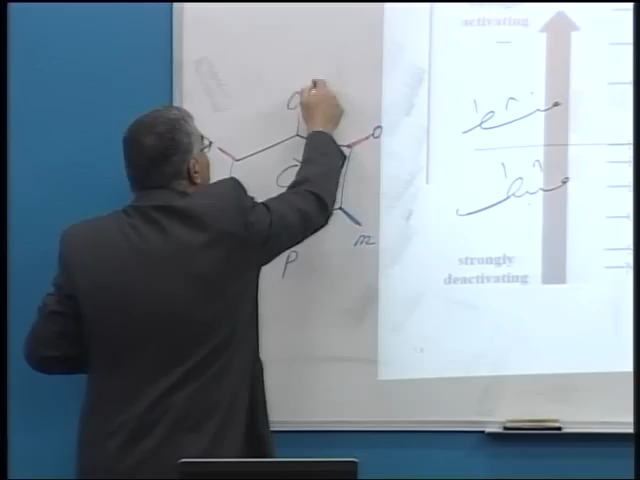 activating
منشط
مثبط
strongly
deactivating
O
m
P